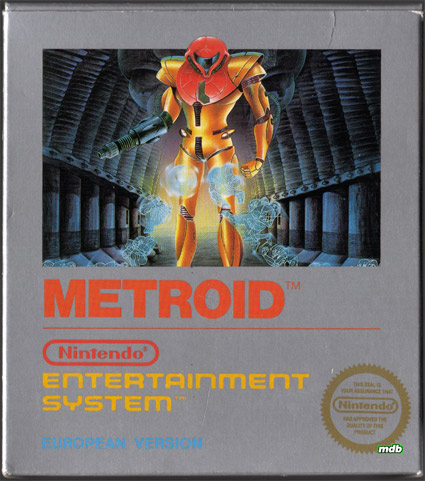 METROID™
Nintendo®
ENTERTAINMENT
SYSTEM™
EUROPEAN VERSION
THIS SEAL IS
YOUR ASSURANCE THAT
Nintendo
HAS APPROVED THE
QUALITY OF THIS
PRODUCT
mdb